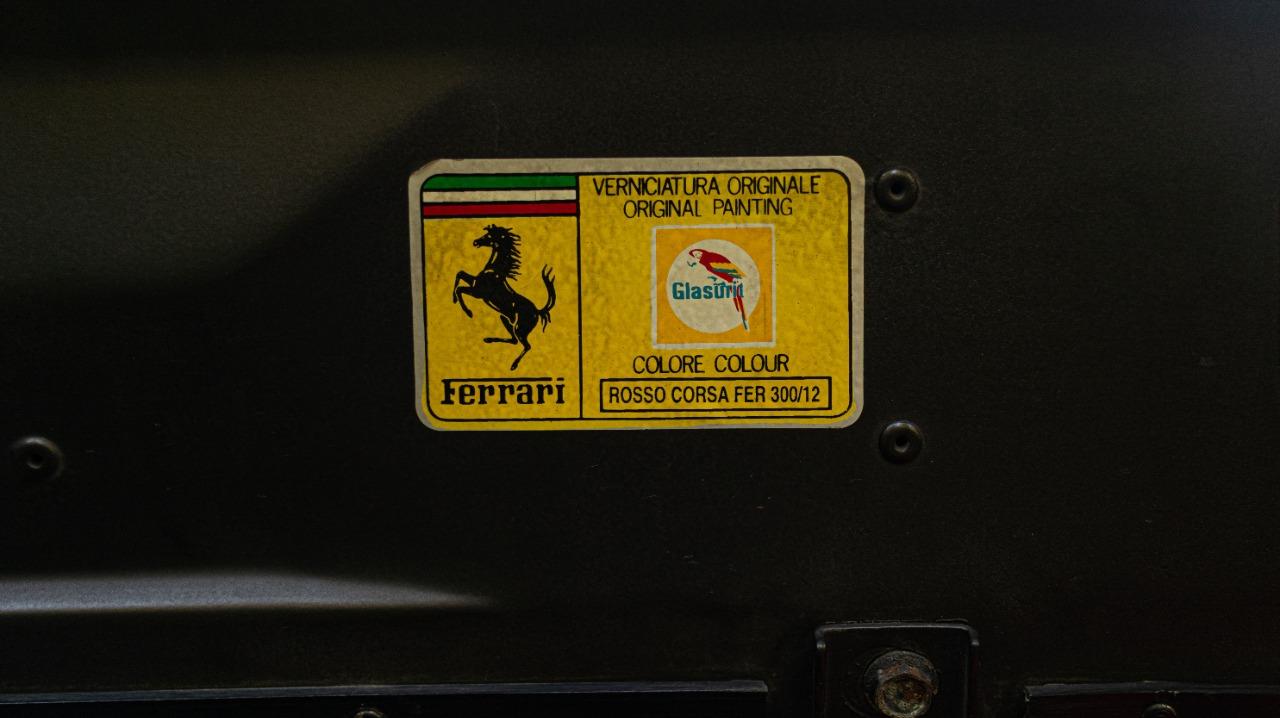 VERNICIATURA ORIGINALE
ORIGINAL PAINTING
Glasurit
COLORE COLOUR
ROSSO CORSA FER 300/12
Ferrari